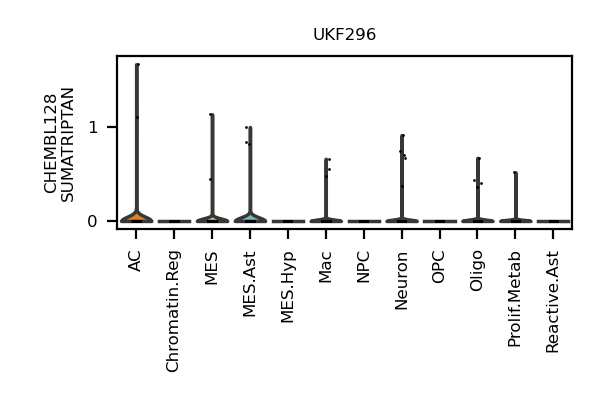 UKF296
CHEMBL128
SUMATRIPTAN
1
0
AC
Chromatin.Reg
MES
MES.Ast
MES.Hyp
Mac
NPC
Neuron
OPC
Oligo
Prolif.Metab
Reactive.Ast